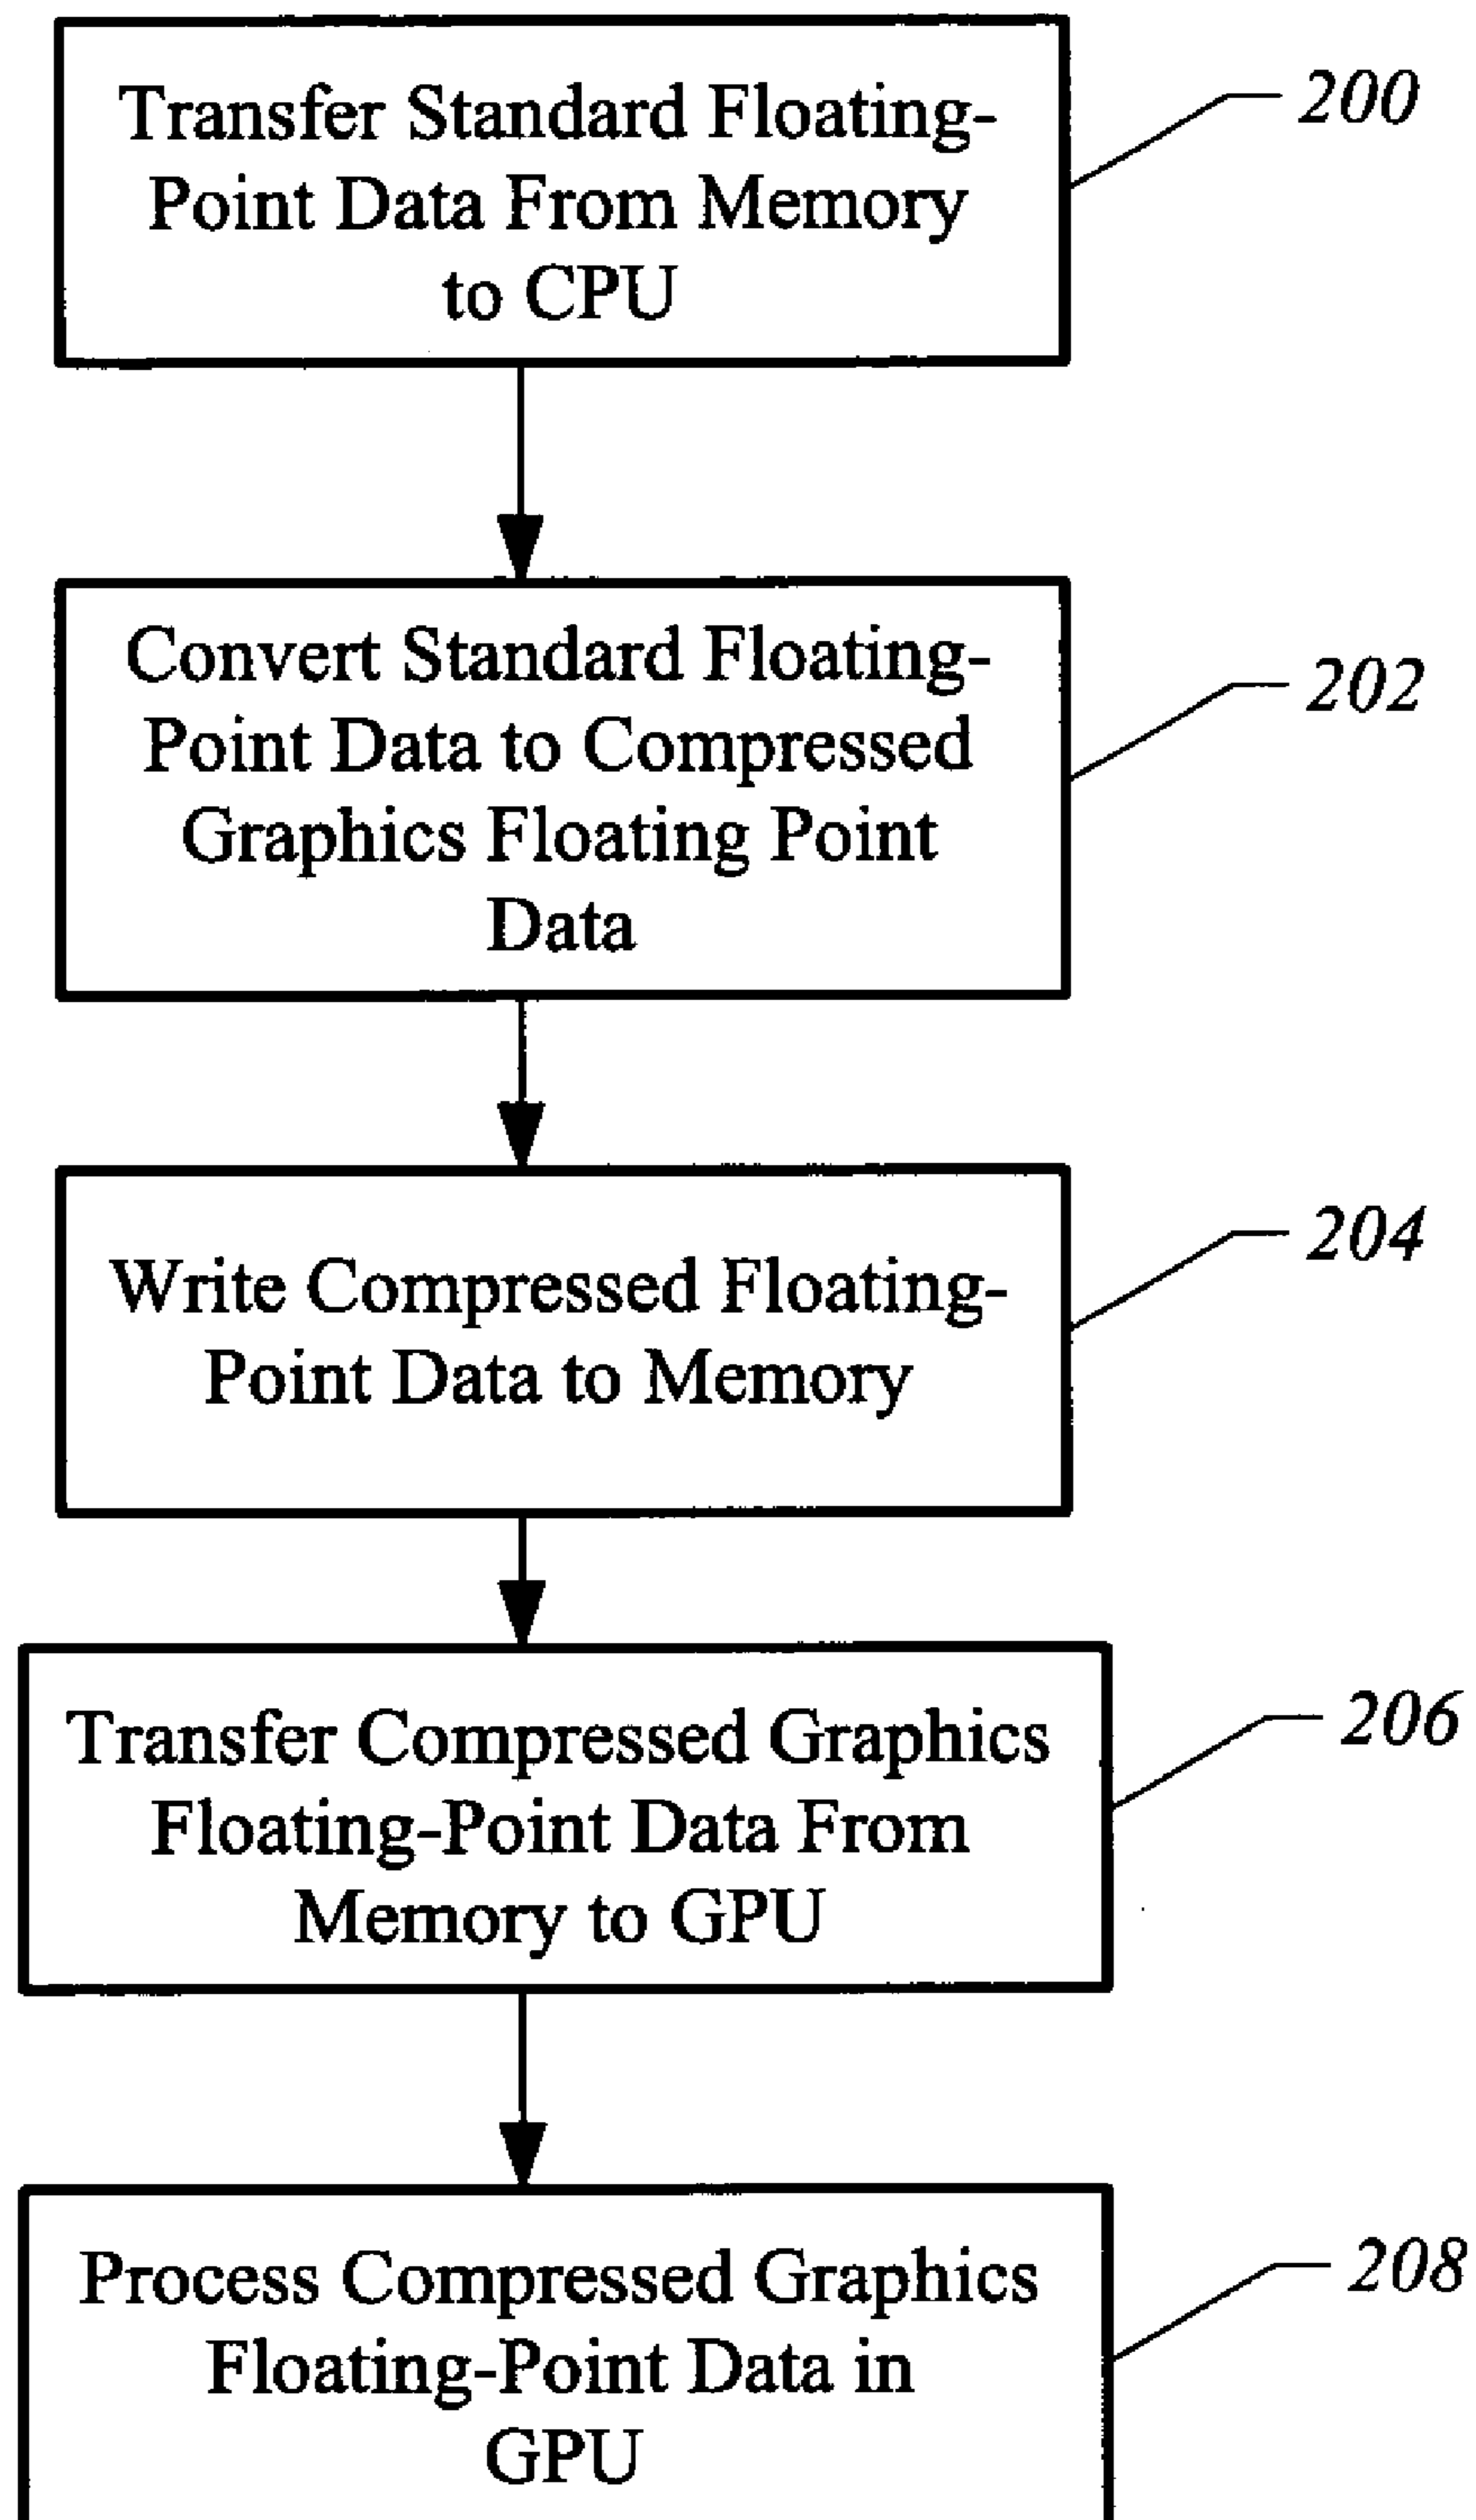 Transfer Standard Floating-
Point Data From Memory
to CPU
200
Convert Standard Floating-
Point Data to Compressed
Graphics Floating Point
Data
202
Write Compressed Floating-
Point Data to Memory
204
Transfer Compressed Graphics
Floating-Point Data From
Memory to GPU
206
Process Compressed Graphics
Floating-Point Data in
GPU
208